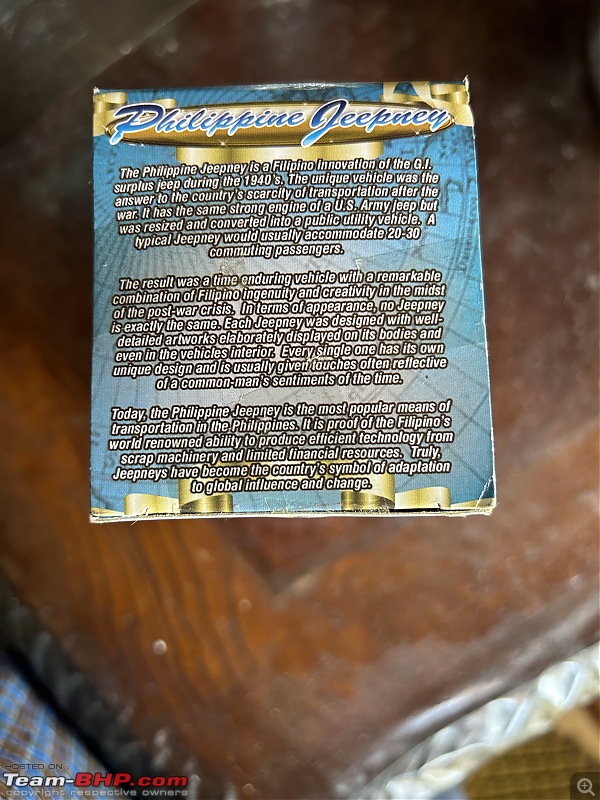 Philippine Jeepney
The Philippine Jeepney is a Filipino innovation of the G.I.
surplus jeep during the 1940's. The unique vehicle was the
answer to the country's scarcity of transportation after the
war. It has the same strong engine of a U.S. Army jeep but
was resized and converted into a public utility vehicle. A
typical Jeepney would usually accommodate 20-30
commuting passengers.
The result was a time enduring vehicle with a remarkable
combination of Filipino ingenuity and creativity in the midst
of the post-war crisis. In terms of appearance, no Jeepney
is exactly the same. Each Jeepney was designed with well-
detailed artworks elaborately displayed on its bodies and
even in the vehicles interior. Every single one has its own
unique design and is usually given touches often reflective
of a common-man's sentiments of the time.
Today, the Philippine Jeepney is the most popular means of
transportation in the Philippines. It is proof of the Filipino's
world renowned ability to produce efficient technology from
scrap machinery and limited financial resources. Truly,
Jeepneys have become the country's symbol of adaptation
to global influence and change.
HOSTED ON :
Team-BHP.com
copyright respective owners